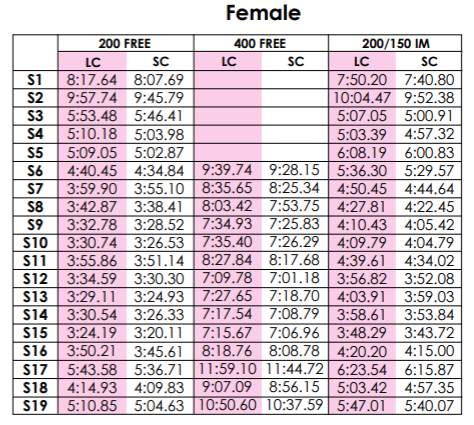 Female
200 FREE 400 FREE 200/150 IM
LC SC LC SC LC SC
S1 8:17.64 8:07.69 7:50.20 7:40.80
S2 9:57.74 9:45.79 10:04.47 9:52.38
S3 5:53.48 5:46.41 5:07.05 5:00.91
S4 5:10.18 5:03.98 5:03.39 4:57.32
S5 5:09.05 5:02.87 6:08.19 6:00.83
S6 4:40.45 4:34.84 9:39.74 9:28.15 5:36.30 5:29.57
S7 3:59.90 3:55.10 8:35.65 8:25.34 4:50.45 4:44.64
S8 3:42.87 3:38.41 8:03.42 7:53.75 4:27.81 4:22.45
S9 3:32.78 3:28.52 7:34.93 7:25.83 4:10.43 4:05.42
S10 3:30.74 3:26.53 7:35.40 7:26.29 4:09.79 4:04.79
S11 3:55.86 3:51.14 8:27.84 8:17.68 4:39.61 4:34.02
S12 3:34.59 3:30.30 7:09.78 7:01.18 3:56.82 3:52.08
S13 3:29.11 3:24.93 7:27.65 7:18.70 4:03.91 3:59.03
S14 3:30.54 3:26.33 7:17.54 7:08.79 3:58.61 3:53.84
S15 3:24.19 3:20.11 7:15.67 7:06.96 3:48.29 3:43.72
S16 3:50.21 3:45.61 8:18.76 8:08.78 4:20.20 4:15.00
S17 5:43.58 5:36.71 11:59.10 11:44.72 6:23.54 6:15.87
S18 4:14.93 4:09.83 9:07.09 8:56.15 5:03.42 4:57.35
S19 5:10.85 5:04.63 10:50.60 10:37.59 5:47.01 5:40.07